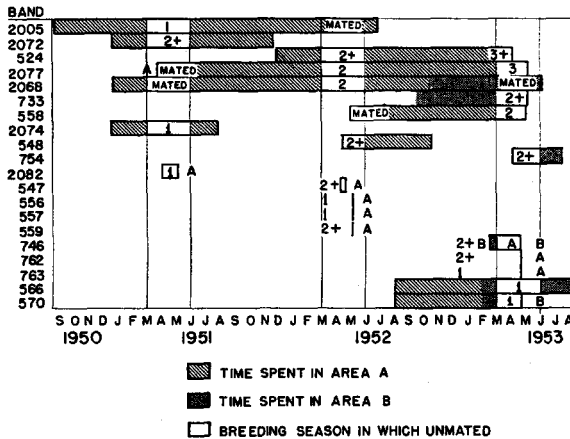 BAND
2005 1 MATED
2072 2+
524 2+ 3+
2077 A MATED 2 3
2068 MATED 2 MATED
733 2+
558 MATED 2
2074 1
548 2+
754 2+
2082 1 A
547 2+ A
556 1 A
557 1 A
559 2+ A
746 2+ B A B
762 2+ A
763 1 A
566 1
570 1 B
S O N D J F M A M J J A S O N D J F M A M J J A S O N D J F M A M J J A
1950 1951 1952 1953
TIME SPENT IN AREA A
TIME SPENT IN AREA B
BREEDING SEASON IN WHICH UNMATED